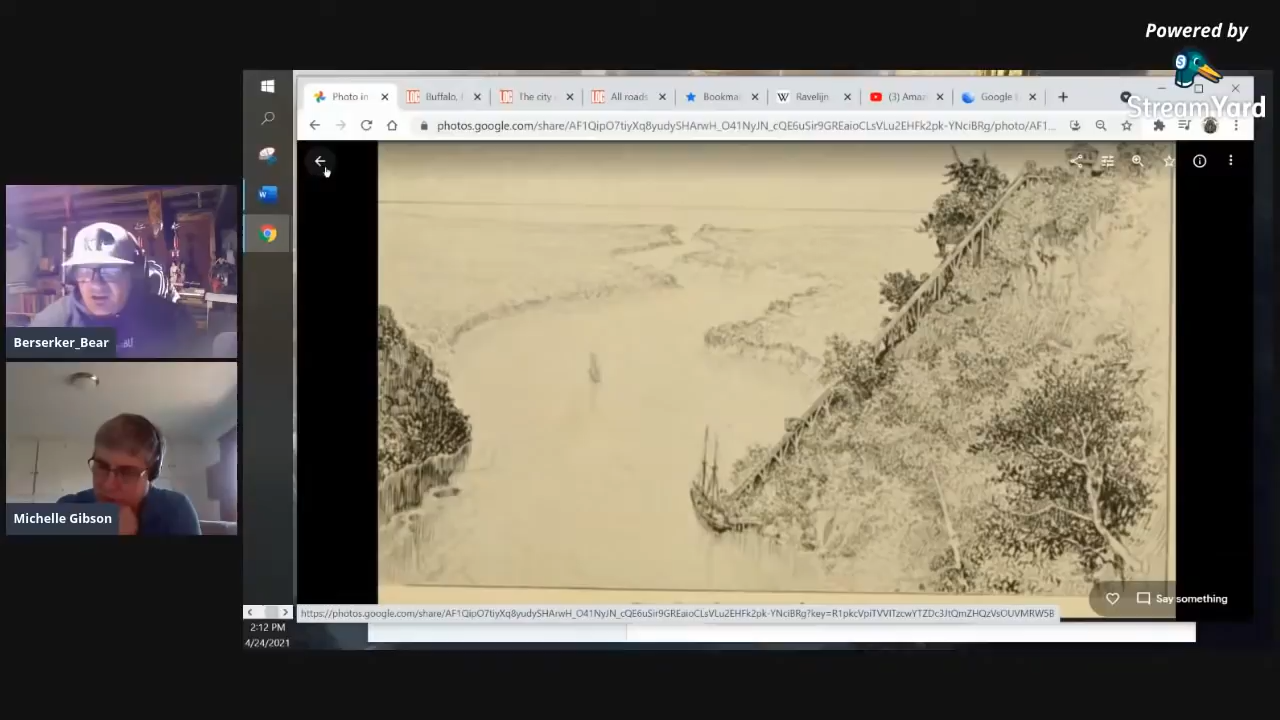 Powered by
StreamYard
Photo in
Buffalo,
The city
All roads
Bookma
Ravelijn
(3) Ama
Google
photos.google.com/share/AF1QipO7tiyXq8yudySHArwH_O41NyJN_cQE6uSir9GREaioCLsVLu2EHFk2pk-YNciBRg/photo/AF1...
Berserker_Bear
Michelle Gibson
Say something
https://photos.google.com/share/AF1QipO7tiyXq8yudySHArwH_O41NyJN_cQE6uSir9GREaioCLsVLu2EHFk2pk-YNciBRg?key=R1pkcVpiTVVITzcwYTZDc3JtQmZHQzVsOUVMRW5B
2:12 PM
4/24/2021